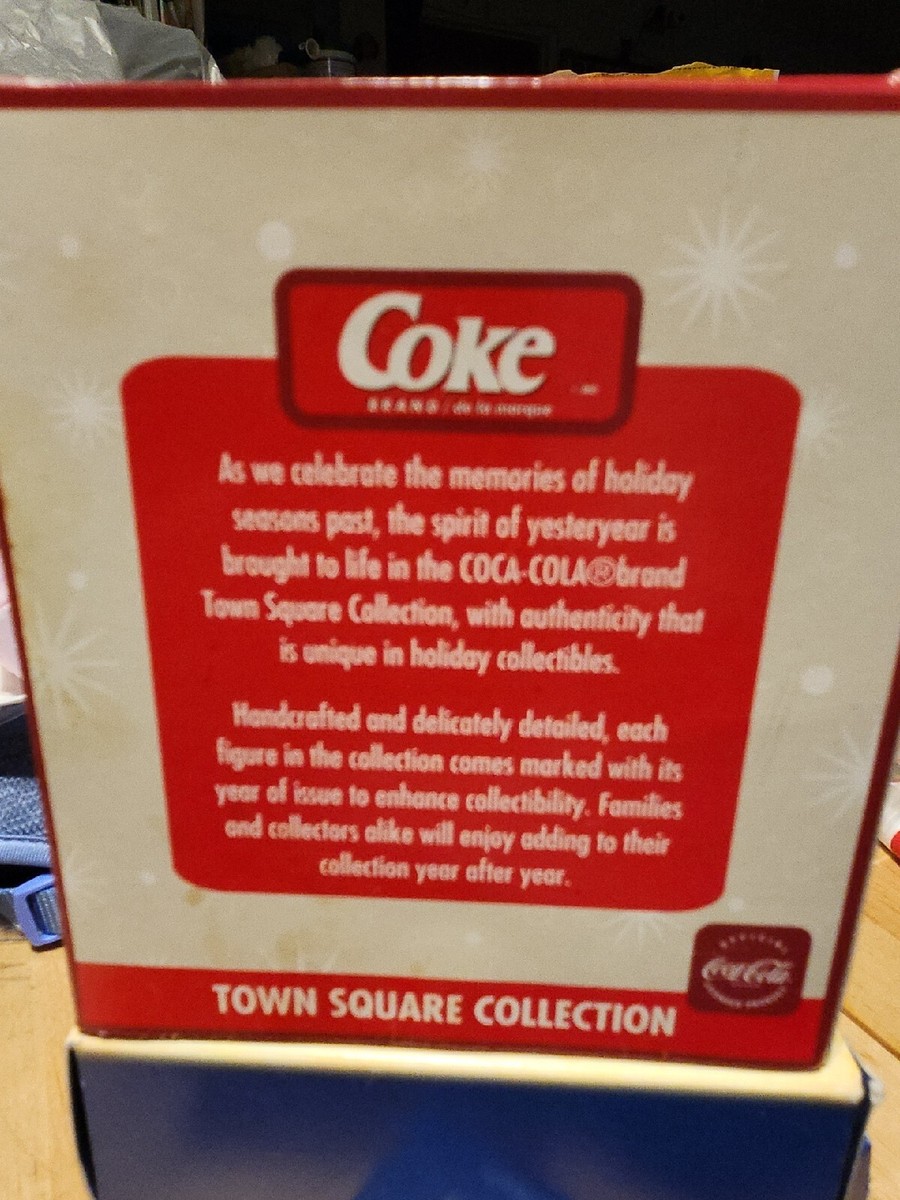 Coke
BRAND / de la marque
As we celebrate the memories of holiday
seasons past, the spirit of yesteryear is
brought to life in the COCA-COLA® brand
Town Square Collection, with authenticity that
is unique in holiday collectibles.
Handcrafted and delicately detailed, each
figure in the collection comes marked with its
year of issue to enhance collectibility. Families
and collectors alike will enjoy adding to their
collection year after year.
OFFICIAL
Coca-Cola
TOWN SQUARE COLLECTION